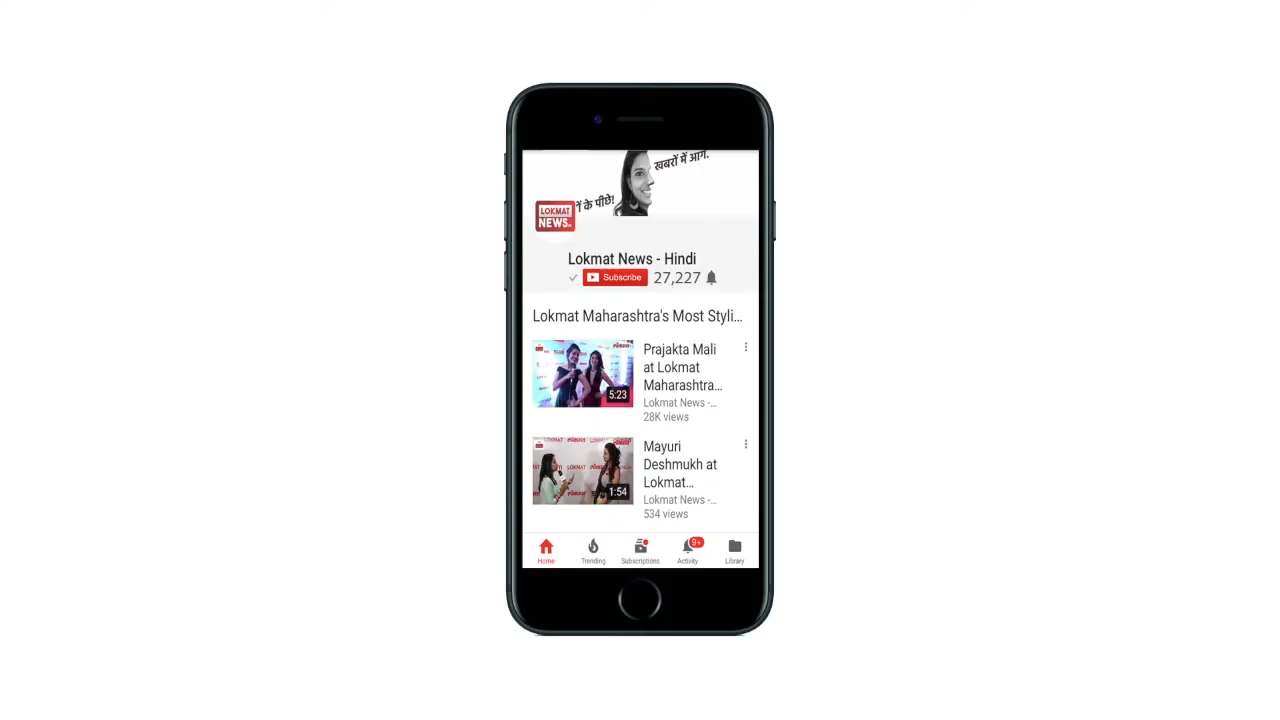 खबरों में आगे.
ों के पीछे!
LOKMAT
NEWS
Lokmat News - Hindi
Subscribe 27,227
Lokmat Maharashtra's Most Styli...
5:23
Prajakta Mali
at Lokmat
Maharashtra...
Lokmat News -...
28K views
LOKMAT
1:54
Mayuri
Deshmukh at
Lokmat...
Lokmat News -...
534 views
9+
Home
Trending
Subscriptions
Activity
Library